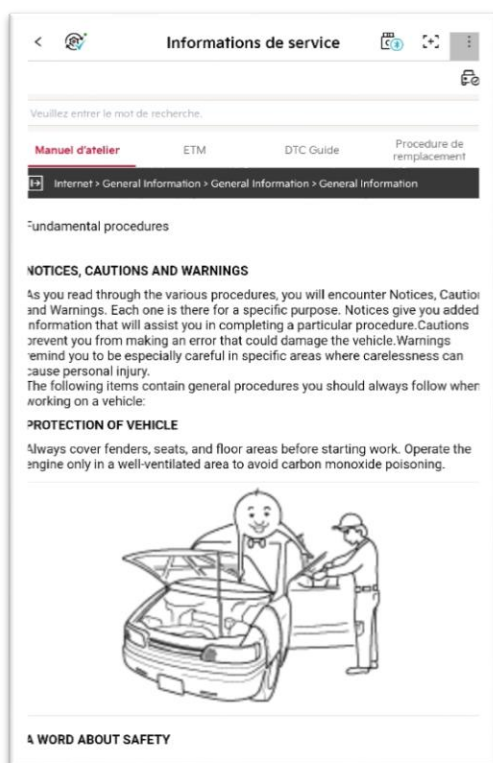 Informations de service
Veuillez entrer le mot de recherche.
Manuel d'atelier
ETM
DTC Guide
Procedure de
remplacement
Internet > General Information > General Information > General Information
Fundamental procedures
NOTICES, CAUTIONS AND WARNINGS
As you read through the various procedures, you will encounter Notices, Cautio
and Warnings. Each one is there for a specific purpose. Notices give you added
information that will assist you in completing a particular procedure.Cautions
prevent you from making an error that could damage the vehicle.Warnings
remind you to be especially careful in specific areas where carelessness can
cause personal injury.
The following items contain general procedures you should always follow when
working on a vehicle:
PROTECTION OF VEHICLE
Always cover fenders, seats, and floor areas before starting work. Operate the
engine only in a well-ventilated area to avoid carbon monoxide poisoning.
A WORD ABOUT SAFETY